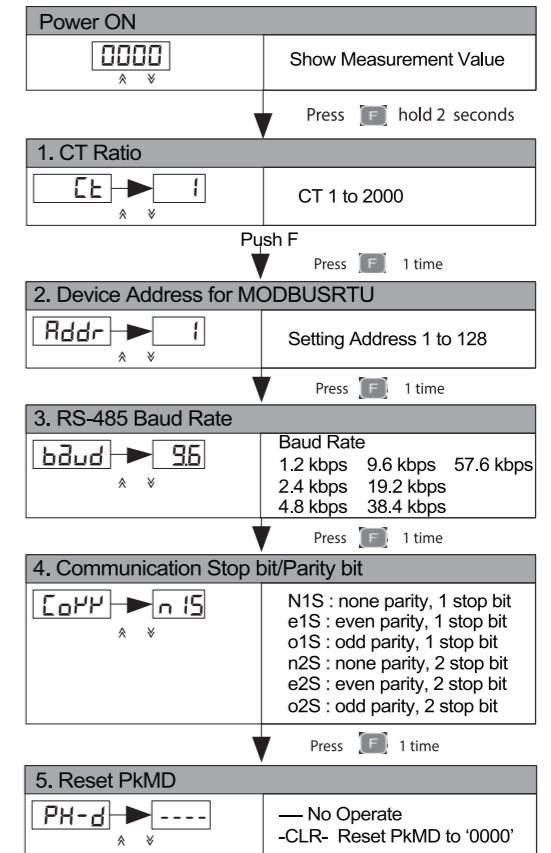 Power ON
0000
Show Measurement Value
Press F hold 2 seconds
1. CT Ratio
Ct 1
CT 1 to 2000
Push F
Press F 1 time
2. Device Address for MODBUSRTU
Addr 1
Setting Address 1 to 128
Press F 1 time
3. RS-485 Baud Rate
bAud 9.6
Baud Rate
1.2 kbps 9.6 kbps 57.6 kbps
2.4 kbps 19.2 kbps
4.8 kbps 38.4 kbps
Press F 1 time
4. Communication Stop bit/Parity bit
n1S
N1S : none parity, 1 stop bit
e1S : even parity, 1 stop bit
o1S : odd parity, 1 stop bit
n2S : none parity, 2 stop bit
e2S : even parity, 2 stop bit
o2S : odd parity, 2 stop bit
Press F 1 time
5. Reset PkMD
PH-d ----
— No Operate
-CLR- Reset PkMD to '0000'